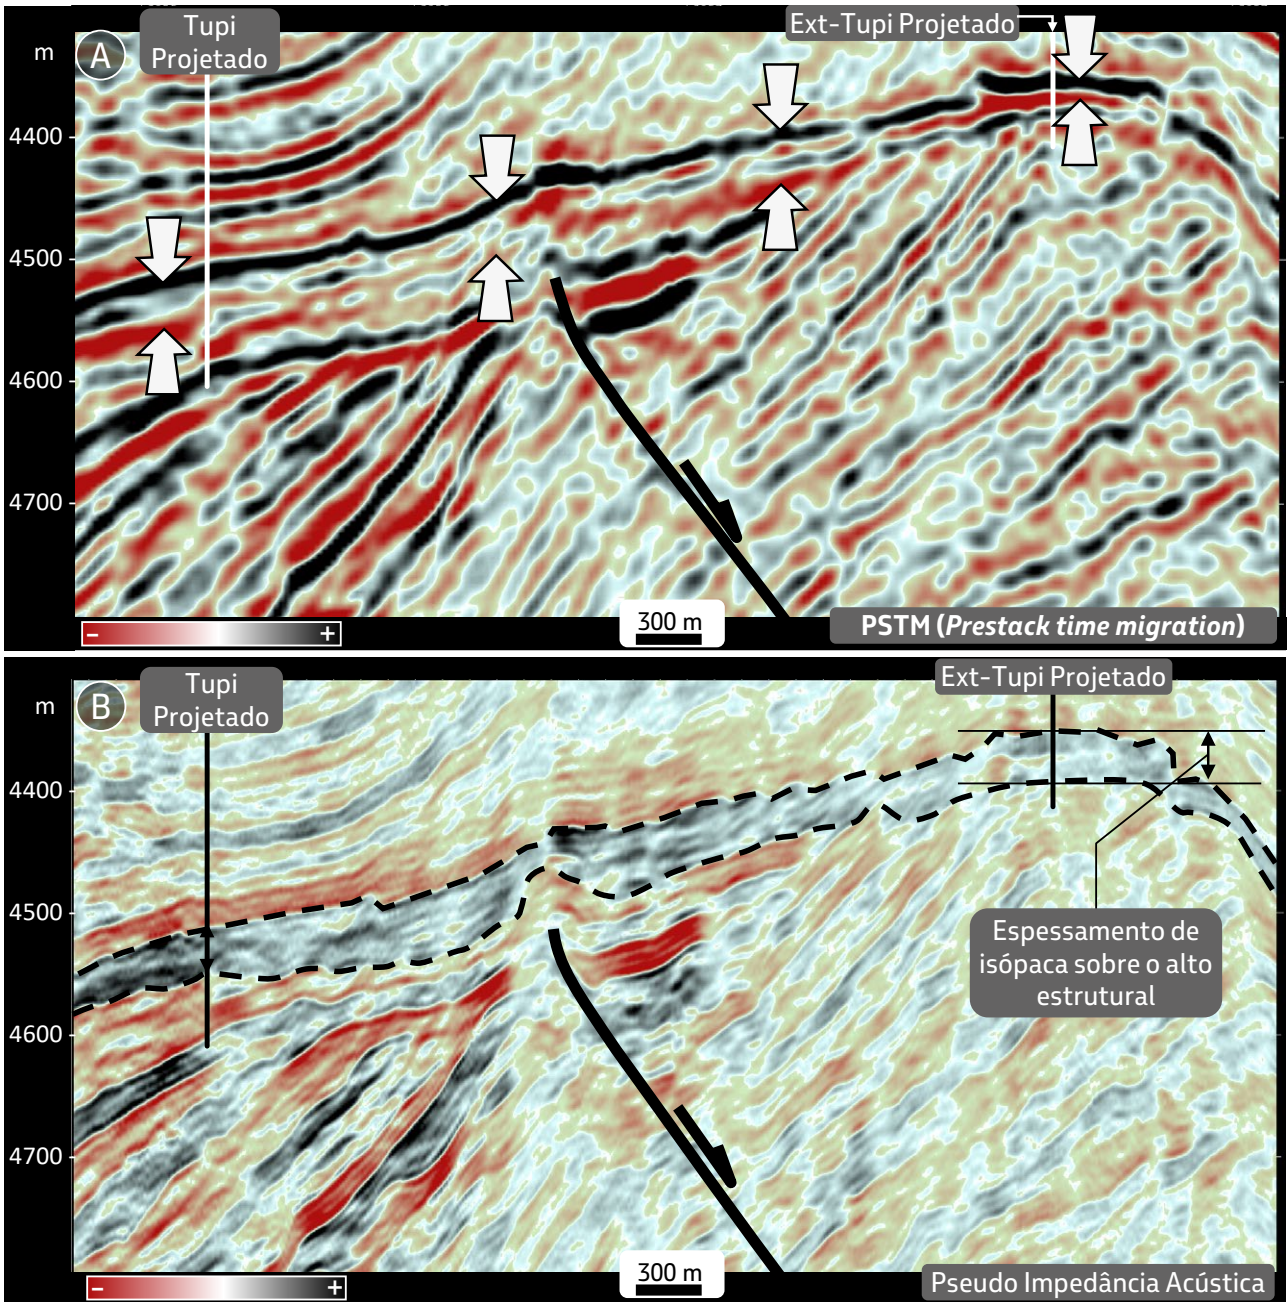 Tupi
Projetado
Ext-Tupi Projetado
m
A
4400
4500
4600
4700
– +
300 m
PSTM (Prestack time migration)
Tupi
Projetado
Ext-Tupi Projetado
m
B
4400
4500
4600
4700
Espessamento de
isópaca sobre o alto
estrutural
– +
300 m
Pseudo Impedância Acústica